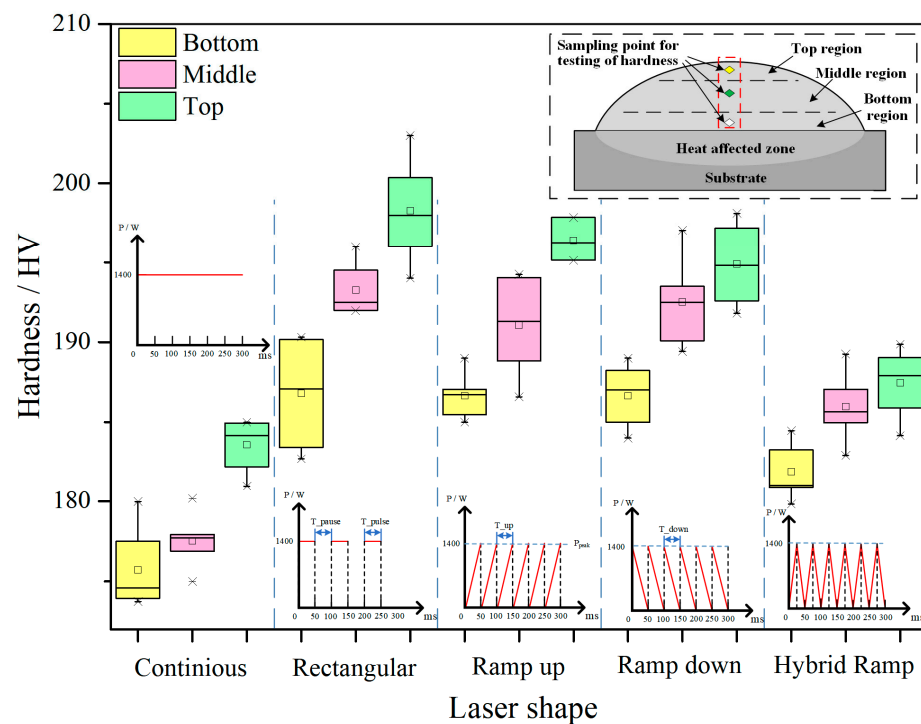 210
200
190
180
Hardness / HV
Bottom
Middle
Top
Sampling point for
testing of hardness
Top region
Middle region
Bottom
region
Heat affected zone
Substrate
P / W
1400
0 50 100 150 200 250 300 ms
P / W
T_pause T_pulse
1400
0 50 100 150 200 250 300
ms
P / W
T_up
1400
Ppeak
0 50 100 150 200 250 300
ms
P / W
T_down
1400
0 50 100 150 200 250 300
ms
P / W
1400
0 50 100 150 200 250 300
ms
Continious Rectangular Ramp up Ramp down Hybrid Ramp
Laser shape